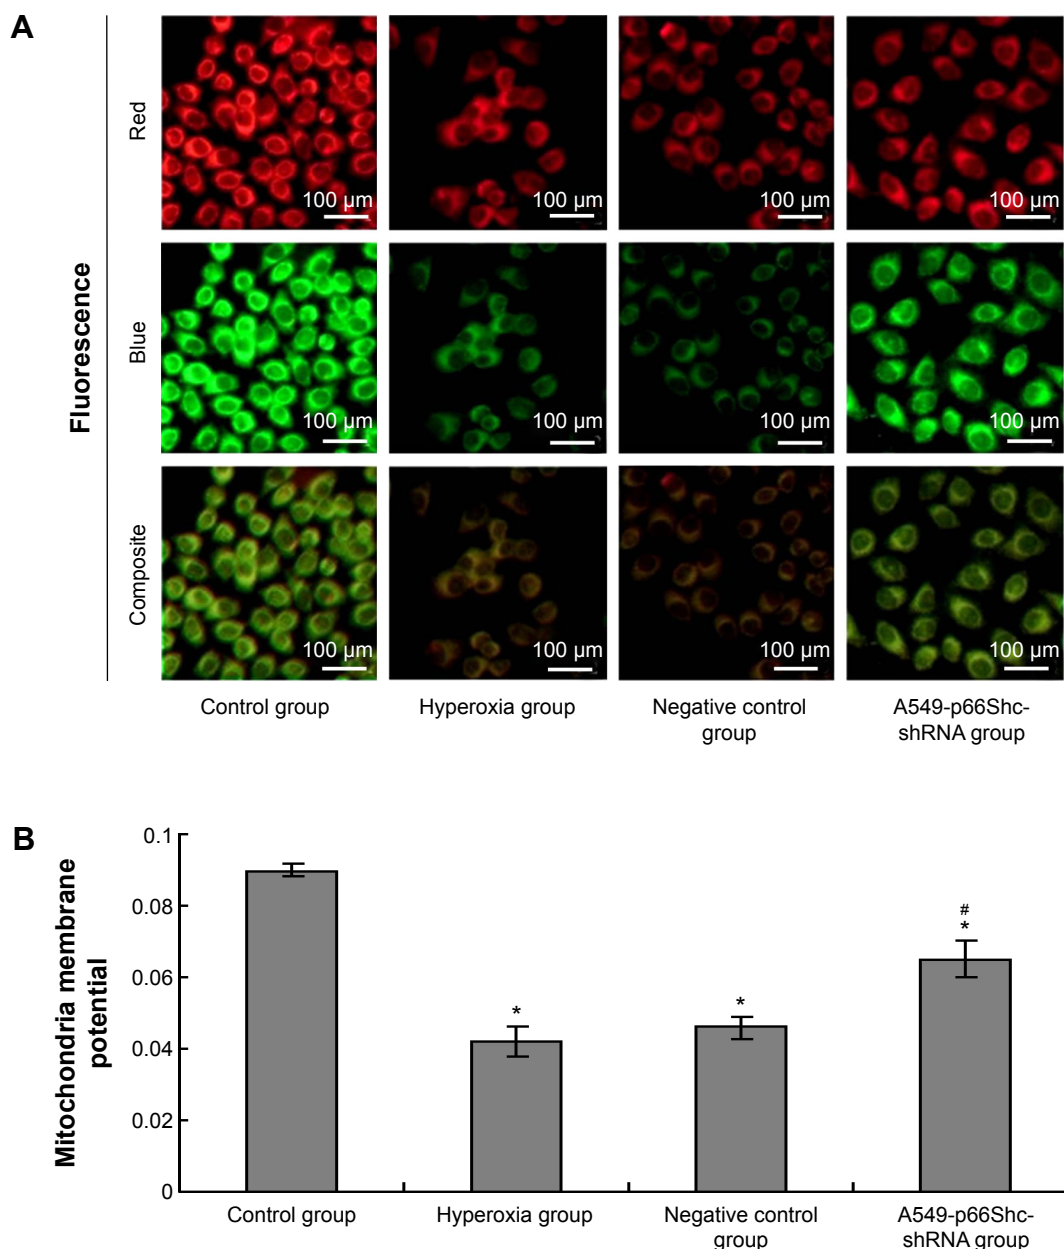 A
Fluorescence
Red
100 µm
100 µm
100 µm
100 µm
Blue
100 µm
100 µm
100 µm
100 µm
Composite
100 µm
100 µm
100 µm
100 µm
Control group
Hyperoxia group
Negative control
group
A549-p66Shc-
shRNA group
B
Mitochondria membrane
potential
0.1
0.08
0.06
0.04
0.02
0
*
*
#
*
Control group
Hyperoxia group
Negative control
group
A549-p66Shc-
shRNA group